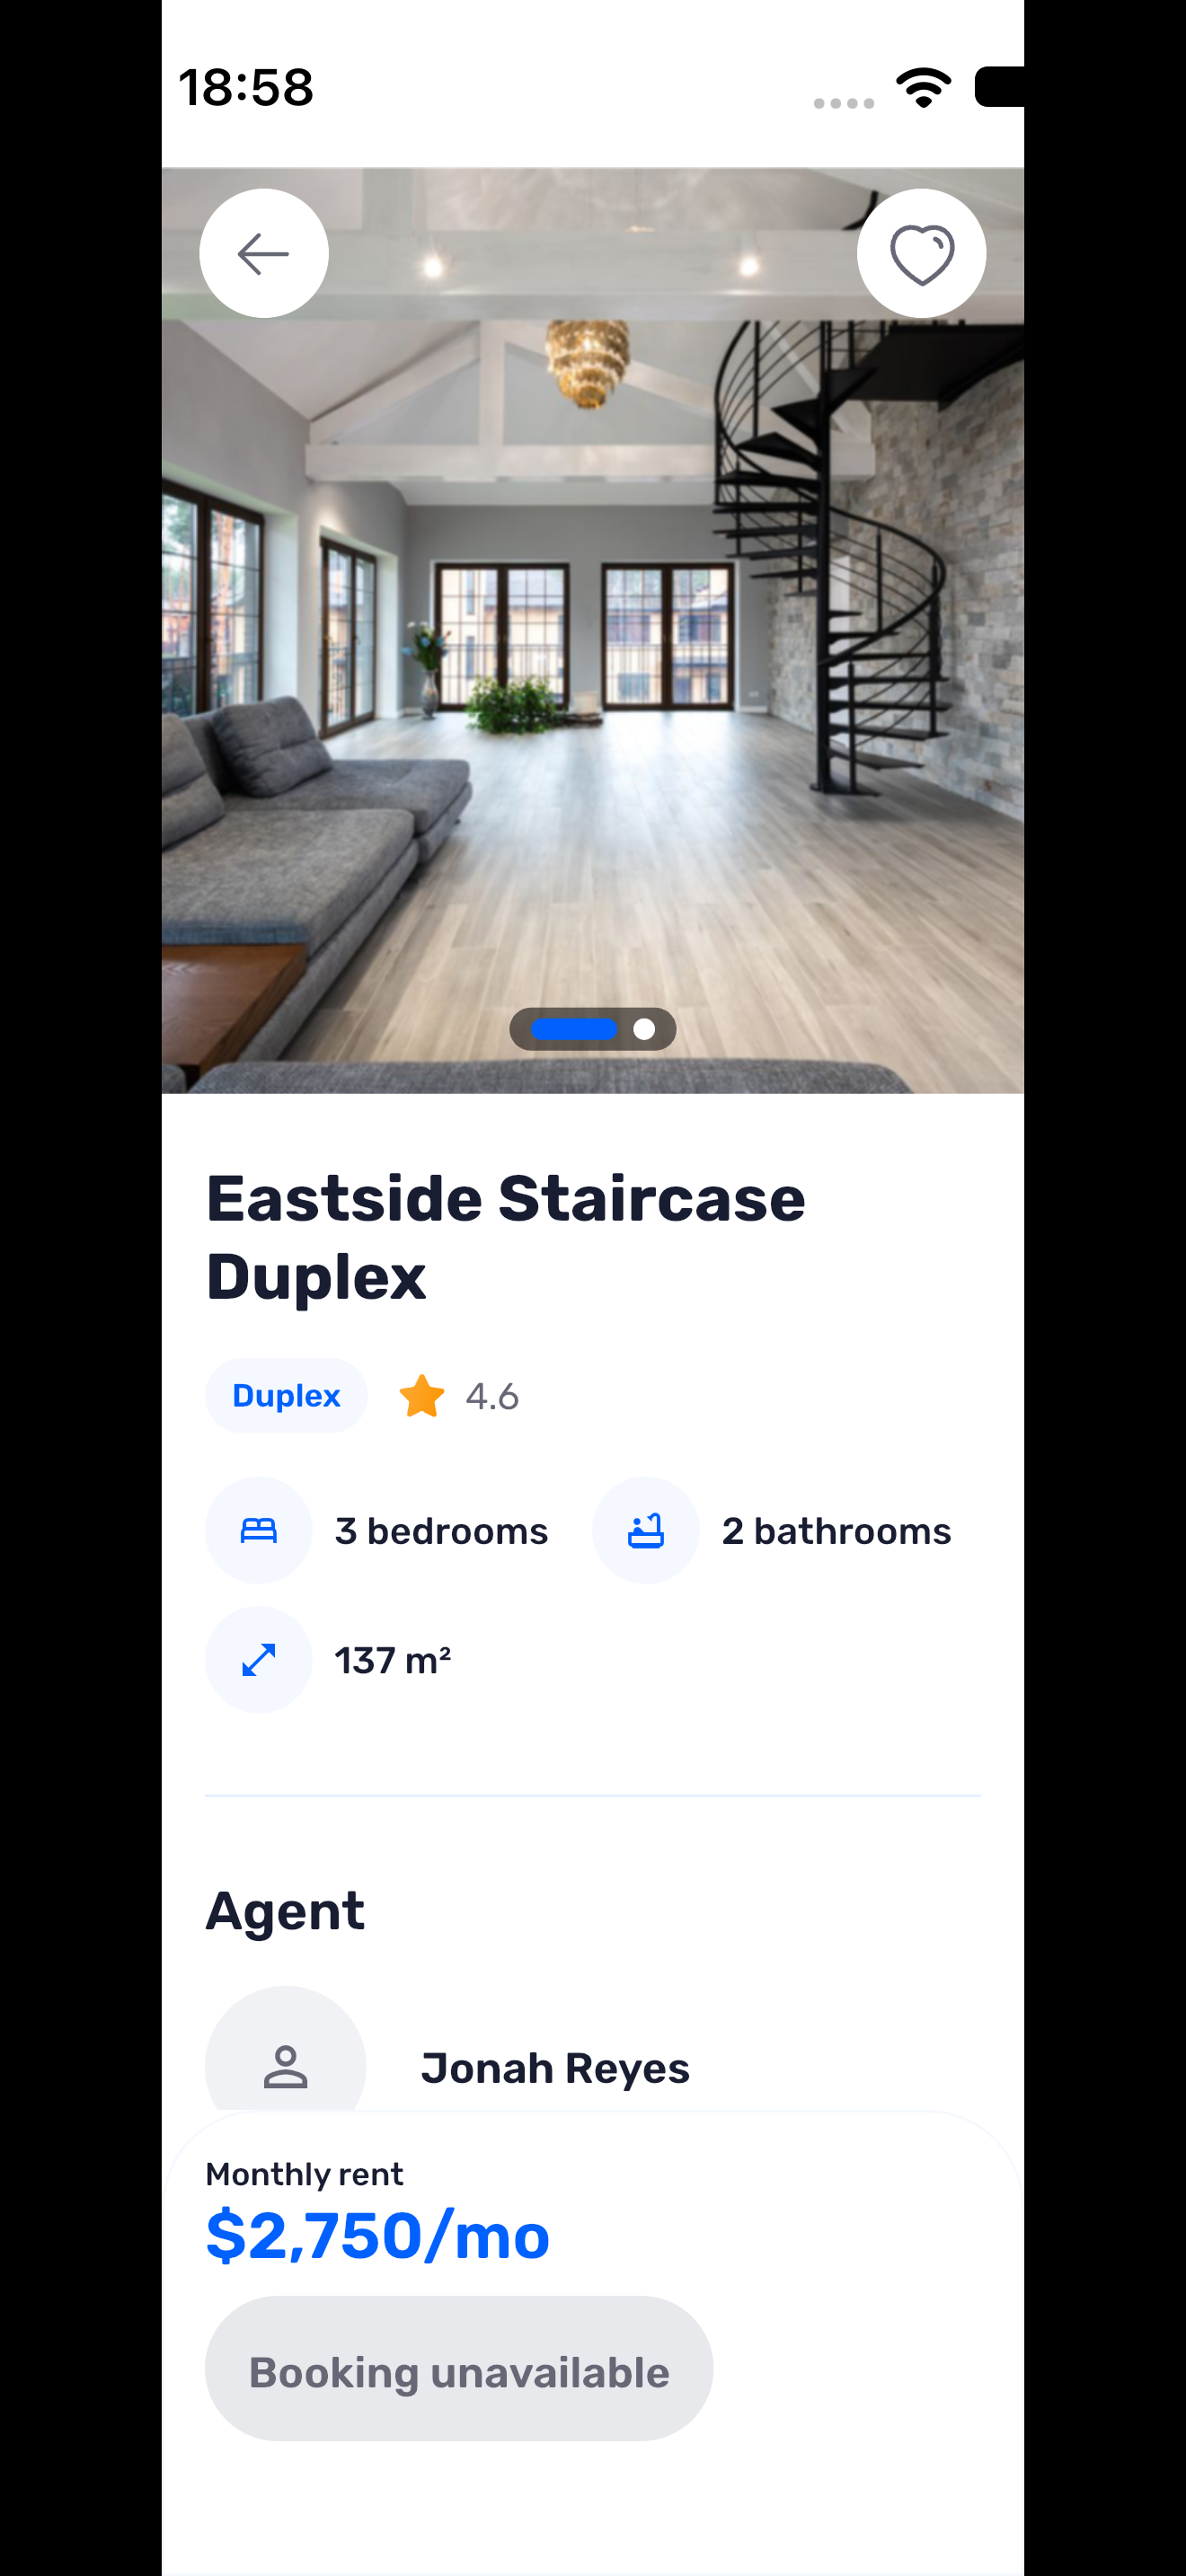 18:58
Eastside Staircase
Duplex
Duplex 4.6
3 bedrooms 2 bathrooms
137 m²
Agent
Jonah Reyes
Monthly rent
$2,750/mo
Booking unavailable